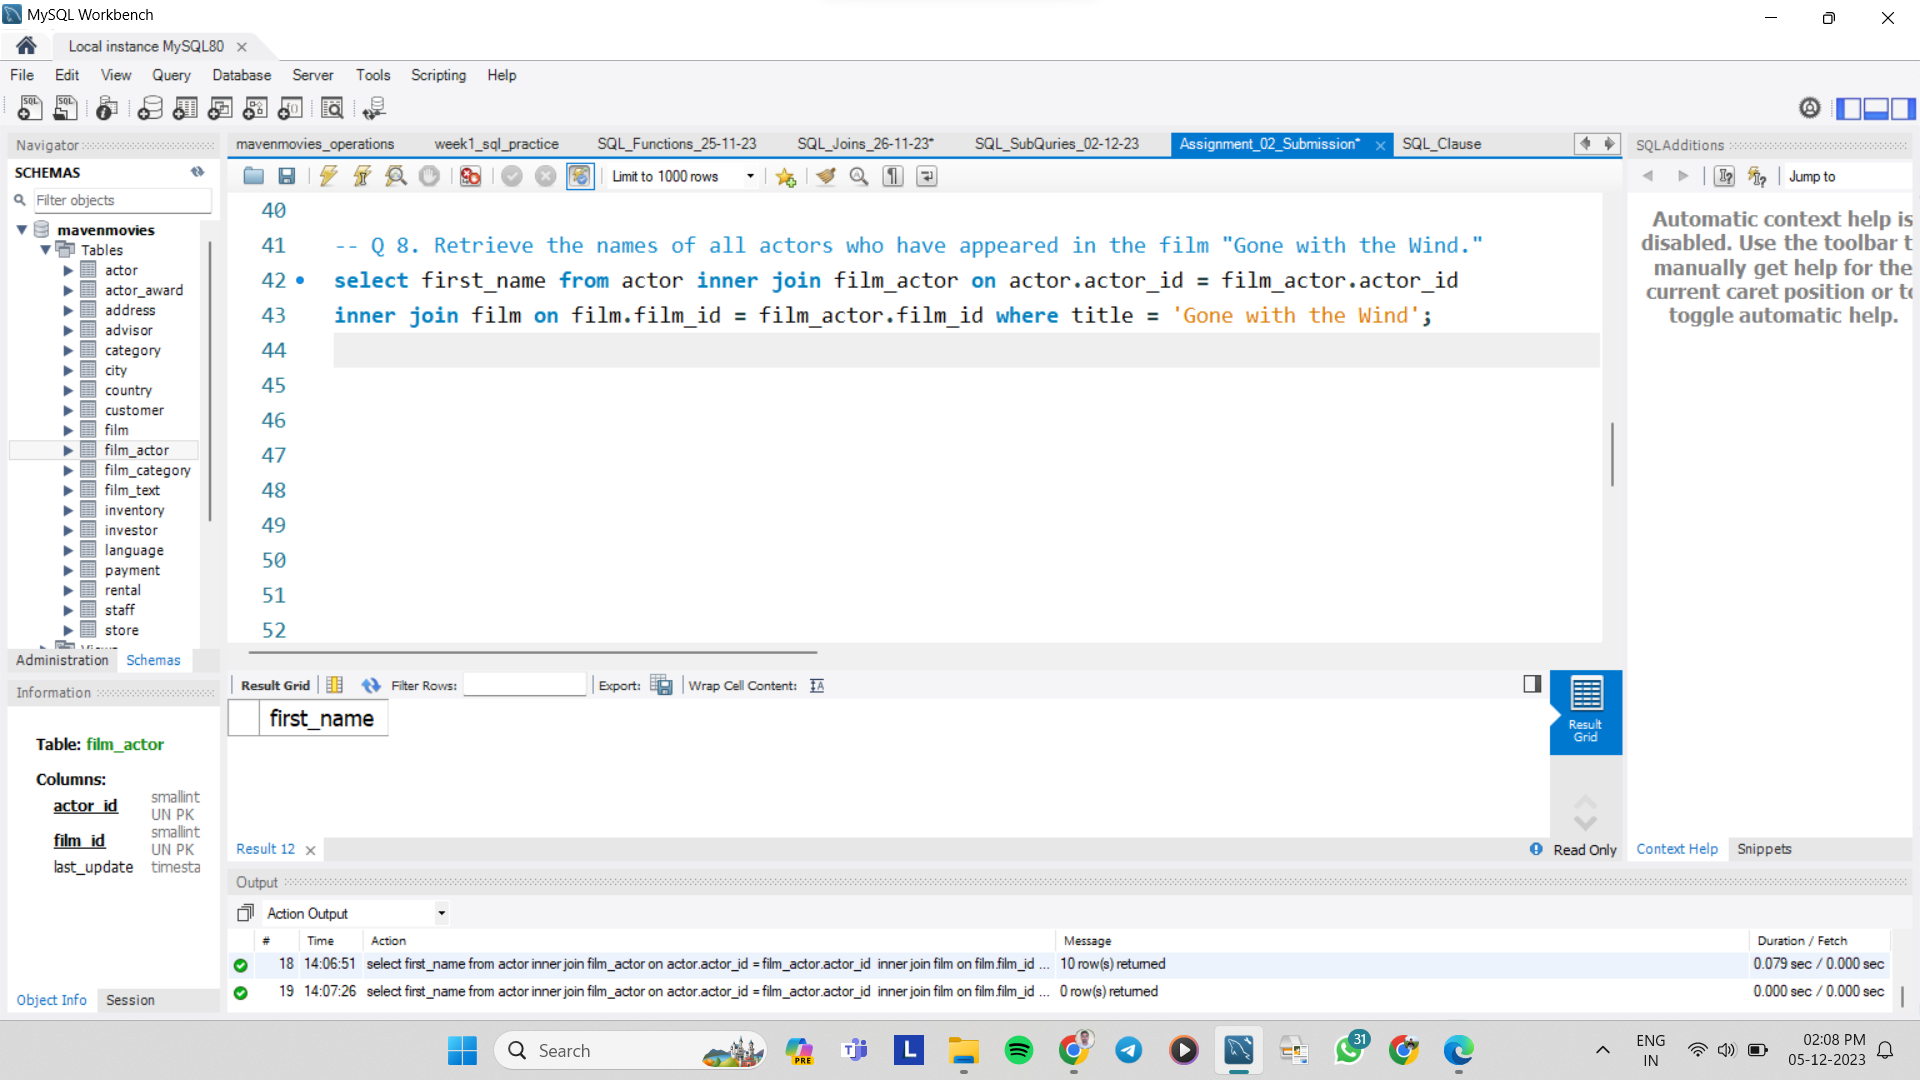 MySQL Workbench
Local instance MySQL80
File Edit View Query Database Server Tools Scripting Help
Navigator
SCHEMAS
Filter objects
mavenmovies
Tables
actor
actor_award
address
advisor
category
city
country
customer
film
film_actor
film_category
film_text
inventory
investor
language
payment
rental
staff
store
Administration Schemas
Information
Table: film_actor
Columns:
actor_id smallint UN PK
film_id smallint UN PK
last_update timesta
Object Info Session
mavenmovies_operations week1_sql_practice SQL_Functions_25-11-23 SQL_Joins_26-11-23* SQL_SubQuries_02-12-23 Assignment_02_Submission* SQL_Clause
Limit to 1000 rows
40
41 -- Q 8. Retrieve the names of all actors who have appeared in the film "Gone with the Wind."
42 select first_name from actor inner join film_actor on actor.actor_id = film_actor.actor_id
43 inner join film on film.film_id = film_actor.film_id where title = 'Gone with the Wind';
44
45
46
47
48
49
50
51
52
Result Grid Filter Rows: Export: Wrap Cell Content:
first_name
Result Grid
Result 12
Read Only
Output
Action Output
# Time Action Message Duration / Fetch
18 14:06:51 select first_name from actor inner join film_actor on actor.actor_id = film_actor.actor_id inner join film on film.film_id ... 10 row(s) returned 0.079 sec / 0.000 sec
19 14:07:26 select first_name from actor inner join film_actor on actor.actor_id = film_actor.actor_id inner join film on film.film_id ... 0 row(s) returned 0.000 sec / 0.000 sec
SQLAdditions
Jump to
Automatic context help is
disabled. Use the toolbar t
manually get help for the
current caret position or to
toggle automatic help.
Context Help Snippets
Search
PRE
31
ENG
IN
02:08 PM
05-12-2023